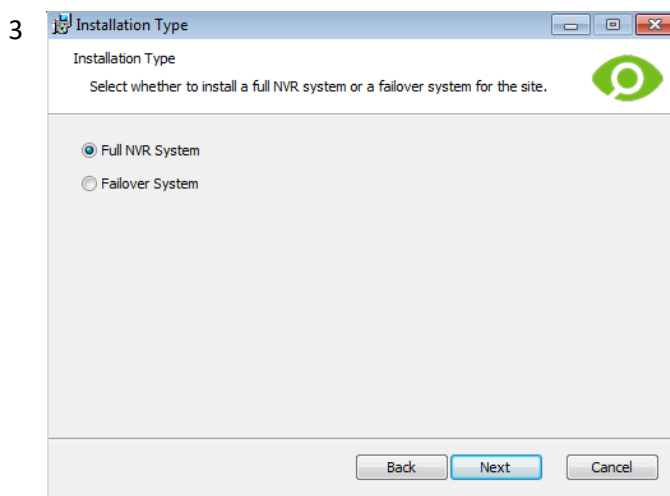 3
Installation Type
Installation Type
Select whether to install a full NVR system or a failover system for the site.
Full NVR System
Failover System
Back Next Cancel